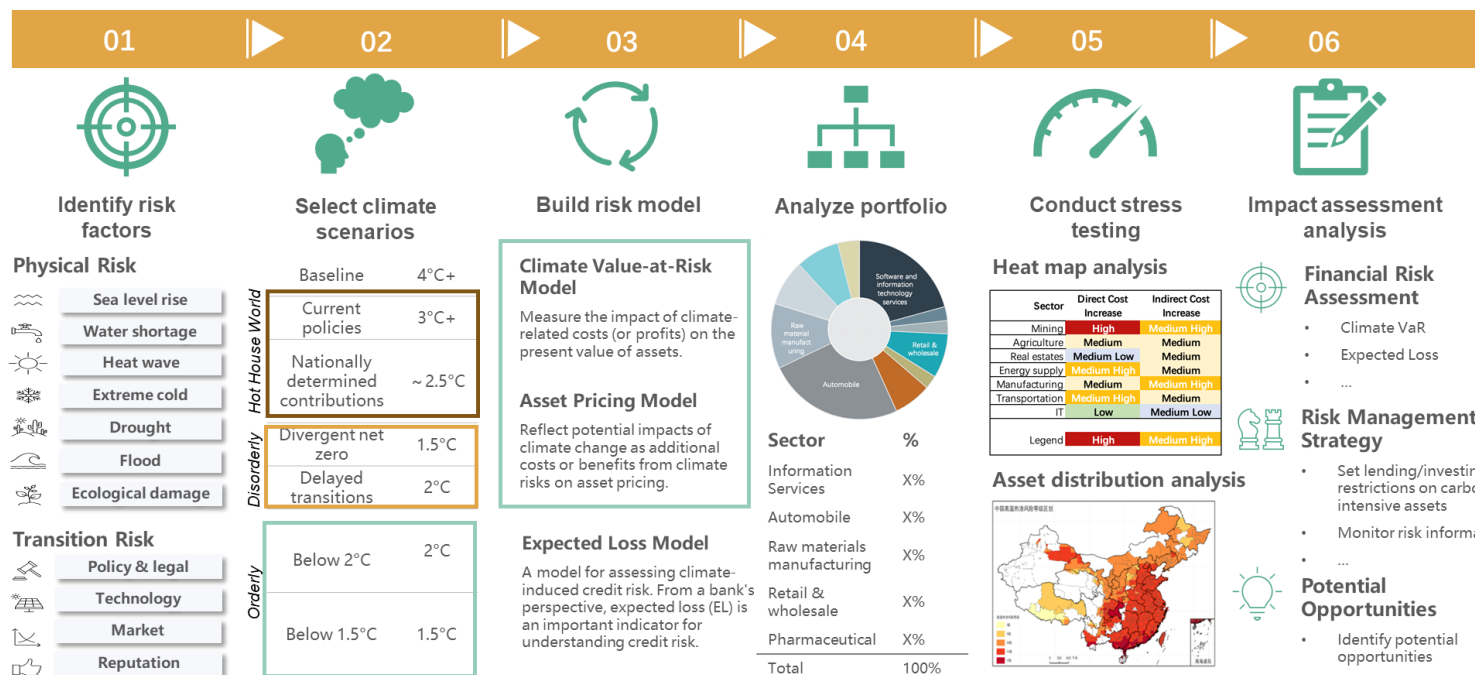 01
02
03
04
05
06
Identify risk
factors
Physical Risk
Sea level rise
Water shortage
Heat wave
Extreme cold
Drought
Flood
Ecological damage
Transition Risk
Policy & legal
Technology
Market
Reputation
Select climate
scenarios
Hot House World
Baseline 4°C+
Current
policies 3°C+
Nationally
determined
contributions ~ 2.5°C
Disorderly
Divergent net
zero 1.5°C
Delayed
transitions 2°C
Orderly
Below 2°C 2°C
Below 1.5°C 1.5°C
Build risk model
Climate Value-at-Risk
Model
Measure the impact of climate-
related costs (or profits) on the
present value of assets.
Asset Pricing Model
Reflect potential impacts of
climate change as additional
costs or benefits from climate
risks on asset pricing.
Expected Loss Model
A model for assessing climate-
induced credit risk. From a bank's
perspective, expected loss (EL) is
an important indicator for
understanding credit risk.
Analyze portfolio
Software and
information
technology
services
Retail &
wholesale
Automobile
Raw
material
manufact
uring
Sector %
Information
Services X%
Automobile X%
Raw materials
manufacturing X%
Retail &
wholesale X%
Pharmaceutical X%
Total 100%
Conduct stress
testing
Heat map analysis
Sector Direct Cost Increase Indirect Cost Increase
Mining High Medium High
Agriculture Medium Medium
Real estates Medium Low Medium
Energy supply Medium High Medium
Manufacturing Medium Medium High
Transportation Medium High Medium
IT Low Medium Low
Legend High Medium High
Asset distribution analysis
Impact assessment
analysis
Financial Risk
Assessment
• Climate VaR
• Expected Loss
• ...
Risk Management
Strategy
• Set lending/investin
restrictions on carbo
intensive assets
• Monitor risk informa
• ...
Potential
Opportunities
• Identify potential
opportunities